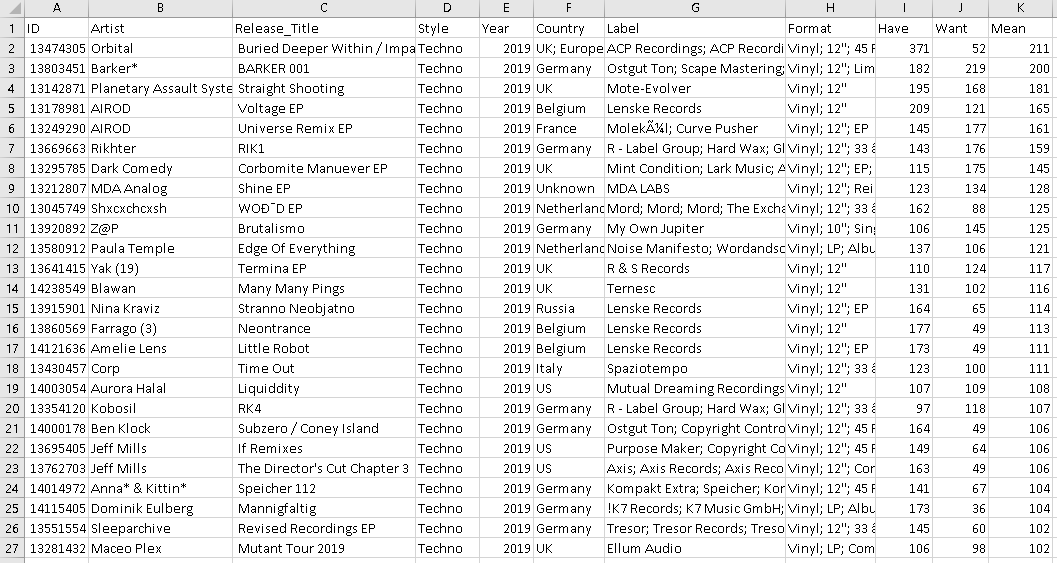 A B C D E F G H I J K
1 ID Artist Release_Title Style Year Country Label Format Have Want Mean
2 13474305 Orbital Buried Deeper Within / Impa Techno 2019 UK; Europe ACP Recordings; ACP Recordi Vinyl; 12"; 45 F 371 52 211
3 13803451 Barker* BARKER 001 Techno 2019 Germany Ostgut Ton; Scape Mastering; Vinyl; 12"; Lim 182 219 200
4 13142871 Planetary Assault Syste Straight Shooting Techno 2019 UK Mote-Evolver Vinyl; 12" 195 168 181
5 13178981 AIROD Voltage EP Techno 2019 Belgium Lenske Records Vinyl; 12" 209 121 165
6 13249290 AIROD Universe Remix EP Techno 2019 France MolekÃ¼l; Curve Pusher Vinyl; 12"; EP 145 177 161
7 13669663 Rikhter RIK1 Techno 2019 Germany R - Label Group; Hard Wax; Gl Vinyl; 12"; 33 â 143 176 159
8 13295785 Dark Comedy Corbomite Manuever EP Techno 2019 UK Mint Condition; Lark Music; A Vinyl; 12"; EP; 115 175 145
9 13212807 MDA Analog Shine EP Techno 2019 Unknown MDA LABS Vinyl; 12"; Rei 123 134 128
10 13045749 Shxcxchcxsh WOÐ¯D EP Techno 2019 Netherlanc Mord; Mord; Mord; The Excha Vinyl; 12"; 33 â 162 88 125
11 13920892 Z@P Brutalismo Techno 2019 Germany My Own Jupiter Vinyl; 10"; Sing 106 145 125
12 13580912 Paula Temple Edge Of Everything Techno 2019 Netherlanc Noise Manifesto; Wordandsc Vinyl; LP; Albu 137 106 121
13 13641415 Yak (19) Termina EP Techno 2019 UK R & S Records Vinyl; 12" 110 124 117
14 14238549 Blawan Many Many Pings Techno 2019 UK Ternesc Vinyl; 12" 131 102 116
15 13915901 Nina Kraviz Stranno Neobjatno Techno 2019 Russia Lenske Records Vinyl; 12"; EP 164 65 114
16 13860569 Farrago (3) Neontrance Techno 2019 Belgium Lenske Records Vinyl; 12" 177 49 113
17 14121636 Amelie Lens Little Robot Techno 2019 Belgium Lenske Records Vinyl; 12"; EP 173 49 111
18 13430457 Corp Time Out Techno 2019 Italy Spaziotempo Vinyl; 12"; 33 â 123 100 111
19 14003054 Aurora Halal Liquiddity Techno 2019 US Mutual Dreaming Recordings Vinyl; 12" 107 109 108
20 13354120 Kobosil RK4 Techno 2019 Germany R - Label Group; Hard Wax; Gl Vinyl; 12"; 33 â 97 118 107
21 14000178 Ben Klock Subzero / Coney Island Techno 2019 Germany Ostgut Ton; Copyright Contro Vinyl; 12"; 45 F 164 49 106
22 13695405 Jeff Mills If Remixes Techno 2019 US Purpose Maker; Copyright Co Vinyl; 12"; 45 F 149 64 106
23 13762703 Jeff Mills The Director's Cut Chapter 3 Techno 2019 US Axis; Axis Records; Axis Reco Vinyl; 12"; Con 163 49 106
24 14014972 Anna* & Kittin* Speicher 112 Techno 2019 Germany Kompakt Extra; Speicher; Kor Vinyl; 12"; 45 F 141 67 104
25 14115405 Dominik Eulberg Mannigfaltig Techno 2019 Germany !K7 Records; K7 Music GmbH; Vinyl; LP; Albu 173 36 104
26 13551554 Sleeparchive Revised Recordings EP Techno 2019 Germany Tresor; Tresor Records; Treso Vinyl; 12"; 33 â 145 60 102
27 13281432 Maceo Plex Mutant Tour 2019 Techno 2019 UK Ellum Audio Vinyl; LP; Com 106 98 102